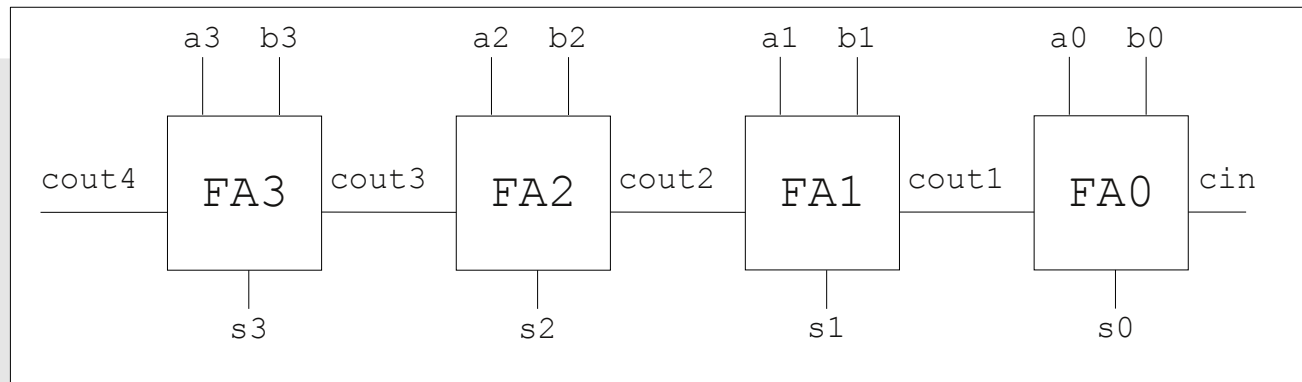 a3 b3 a2 b2 a1 b1 a0 b0
cout4 FA3 cout3 FA2 cout2 FA1 cout1 FA0 cin
s3 s2 s1 s0